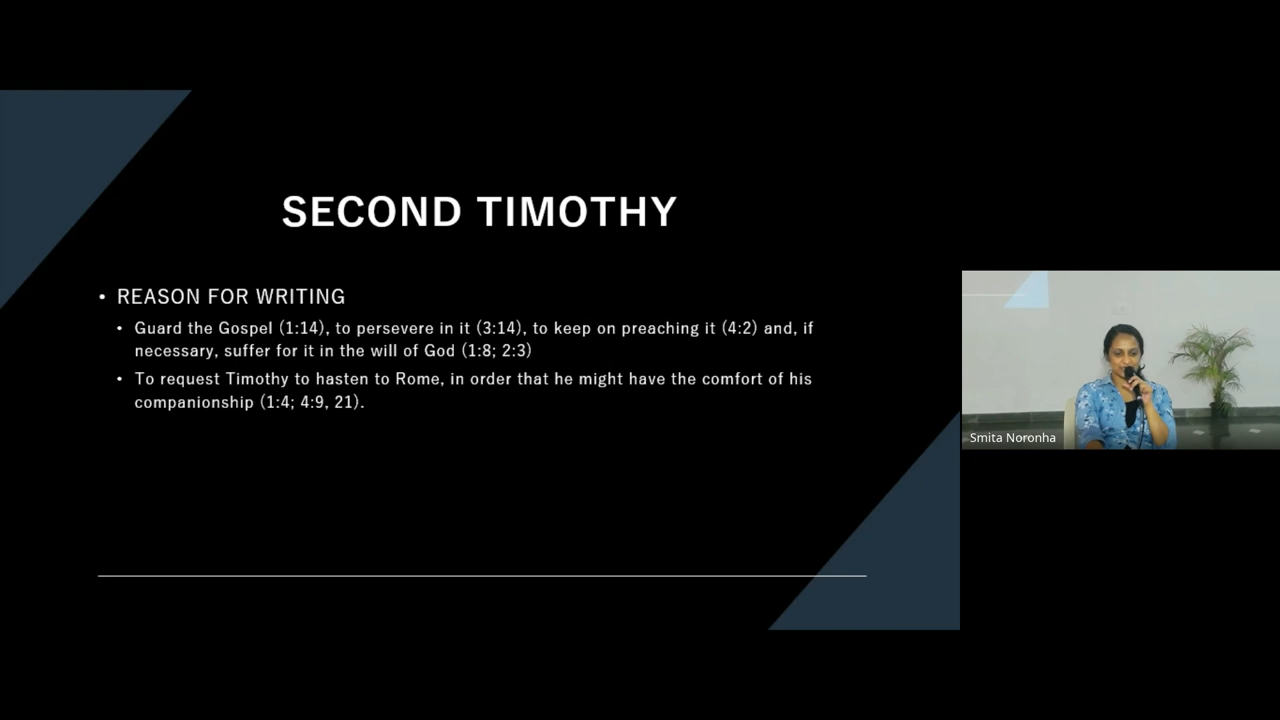 SECOND TIMOTHY
• REASON FOR WRITING
• Guard the Gospel (1:14), to persevere in it (3:14), to keep on preaching it (4:2) and, if
necessary, suffer for it in the will of God (1:8; 2:3)
• To request Timothy to hasten to Rome, in order that he might have the comfort of his
companionship (1:4; 4:9, 21).
Smita Noronha